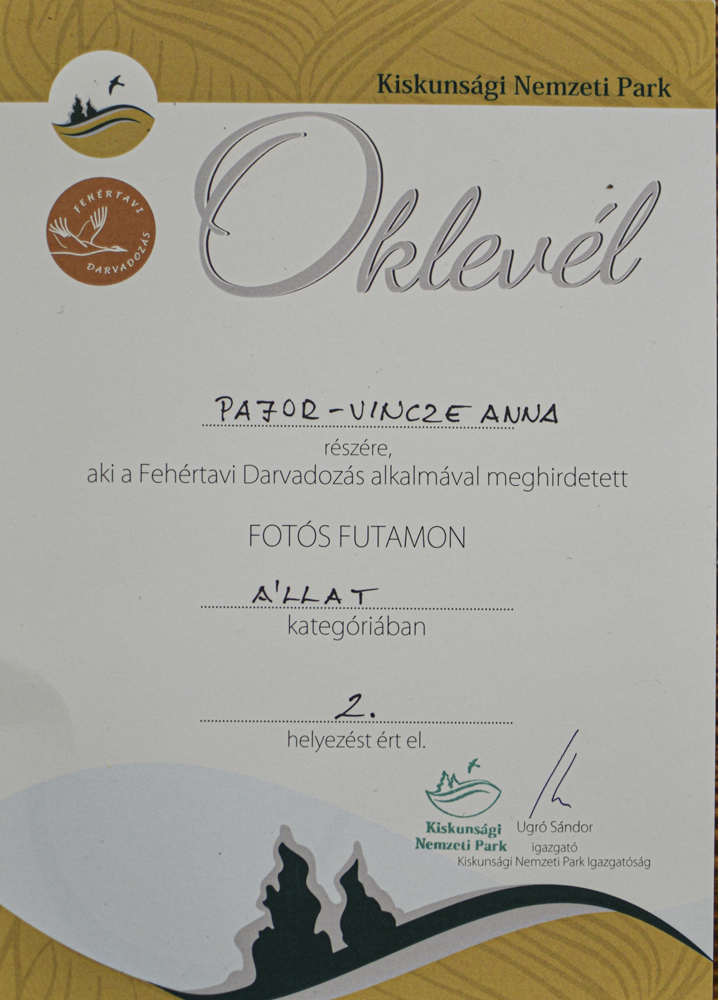 Kiskunsági Nemzeti Park
FEHÉRTAVI
DARVADOZÁS
Oklevél
PAJOR-VINCZE ANNA
részére,
aki a Fehértavi Darvadozás alkalmával meghirdetett
FOTÓS FUTAMON
ÁLLAT
kategóriában
2.
helyezést ért el.
Kiskunsági
Nemzeti Park
Ugró Sándor
igazgató
Kiskunsági Nemzeti Park Igazgatóság